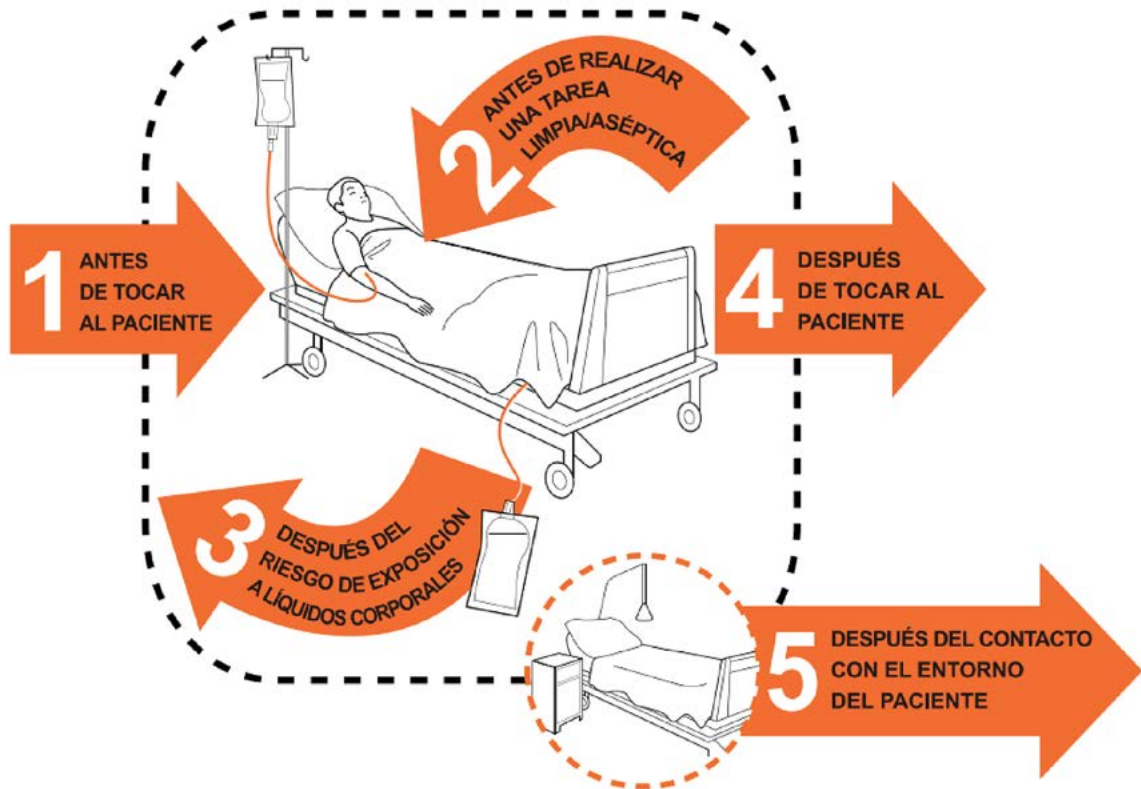 1
ANTES
DE TOCAR
AL PACIENTE
2
ANTES DE REALIZAR
UNA TAREA
LIMPIA/ASÉPTICA
3
DESPUÉS DEL
RIESGO DE EXPOSICIÓN
A LÍQUIDOS CORPORALES
4
DESPUÉS
DE TOCAR AL
PACIENTE
5
DESPUÉS DEL CONTACTO
CON EL ENTORNO
DEL PACIENTE